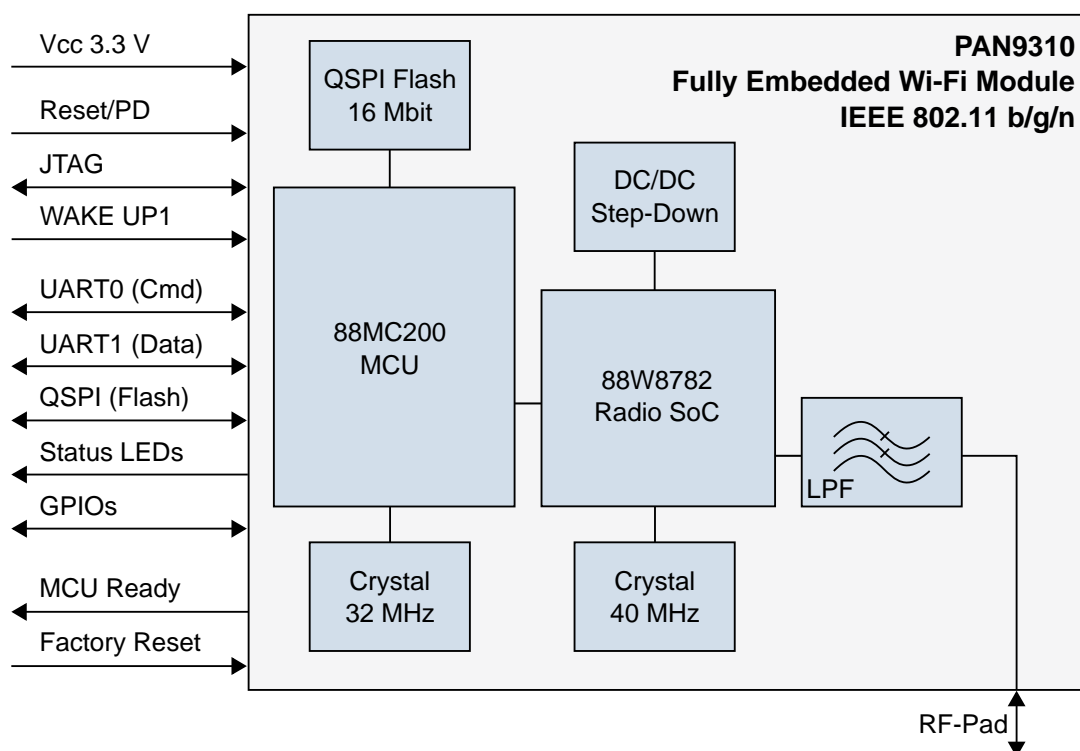 Vcc 3.3 V
Reset/PD
JTAG
WAKE UP1
UART0 (Cmd)
UART1 (Data)
QSPI (Flash)
Status LEDs
GPIOs
MCU Ready
Factory Reset
PAN9310
Fully Embedded Wi-Fi Module
IEEE 802.11 b/g/n
QSPI Flash
16 Mbit
DC/DC
Step-Down
88MC200
MCU
88W8782
Radio SoC
LPF
Crystal
32 MHz
Crystal
40 MHz
RF-Pad